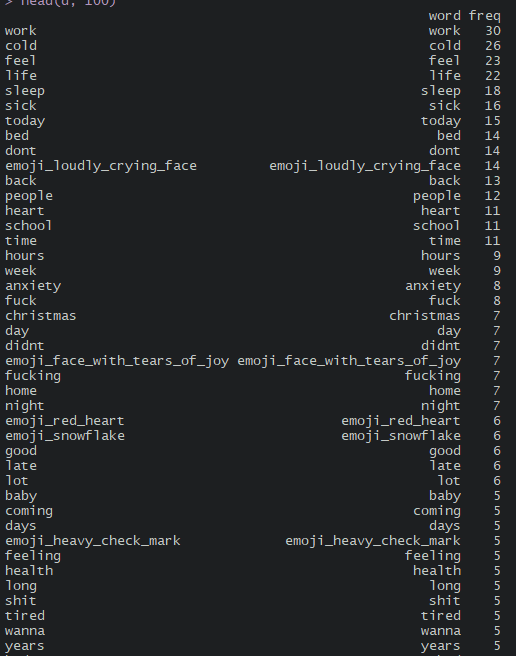 > head(d, 100)
word freq
work work 30
cold cold 26
feel feel 23
life life 22
sleep sleep 18
sick sick 16
today today 15
bed bed 14
dont dont 14
emoji_loudly_crying_face emoji_loudly_crying_face 14
back back 13
people people 12
heart heart 11
school school 11
time time 11
hours hours 9
week week 9
anxiety anxiety 8
fuck fuck 8
christmas christmas 7
day day 7
didnt didnt 7
emoji_face_with_tears_of_joy emoji_face_with_tears_of_joy 7
fucking fucking 7
home home 7
night night 7
emoji_red_heart emoji_red_heart 6
emoji_snowflake emoji_snowflake 6
good good 6
late late 6
lot lot 6
baby baby 5
coming coming 5
days days 5
emoji_heavy_check_mark emoji_heavy_check_mark 5
feeling feeling 5
health health 5
long long 5
shit shit 5
tired tired 5
wanna wanna 5
years years 5